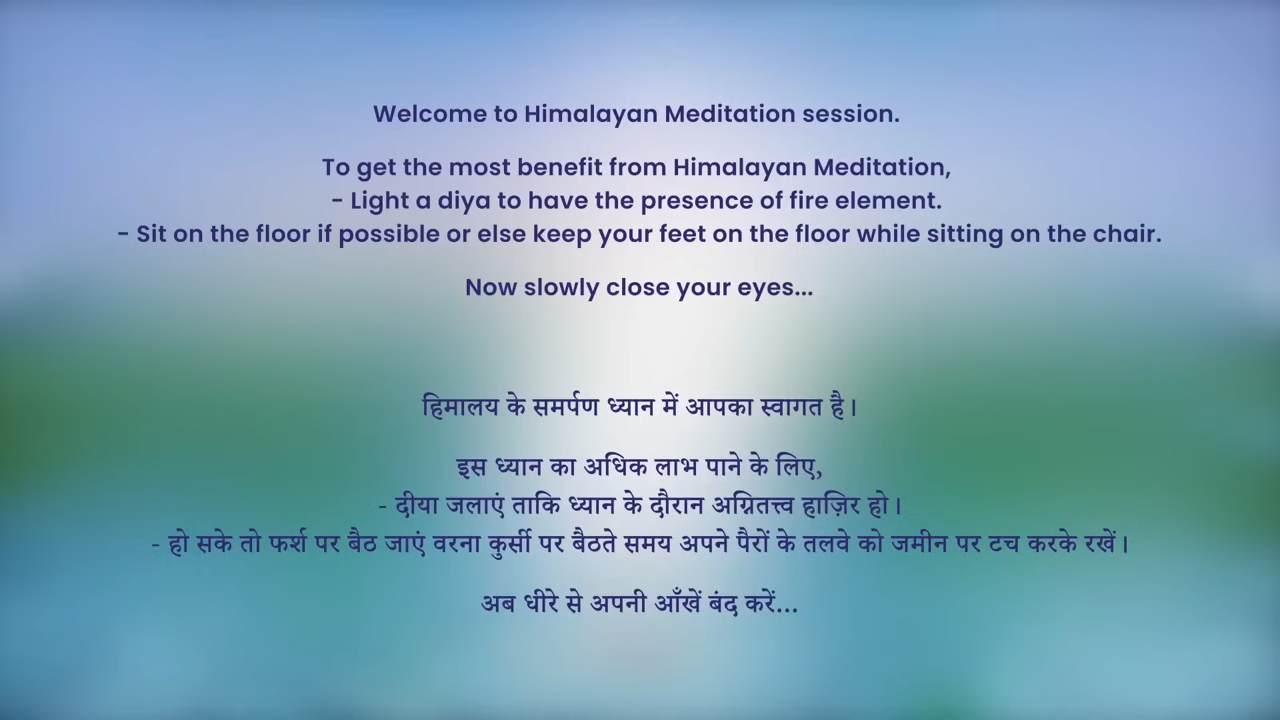 Welcome to Himalayan Meditation session.
To get the most benefit from Himalayan Meditation,
- Light a diya to have the presence of fire element.
- Sit on the floor if possible or else keep your feet on the floor while sitting on the chair.
Now slowly close your eyes...
हिमालय के समर्पण ध्यान में आपका स्वागत है।
इस ध्यान का अधिक लाभ पाने के लिए,
- दीया जलाएं ताकि ध्यान के दौरान अग्नितत्त्व हाज़िर हो।
- हो सके तो फर्श पर बैठ जाएं वरना कुर्सी पर बैठते समय अपने पैरों के तलवे को जमीन पर टच करके रखें।
अब धीरे से अपनी आँखें बंद करें...